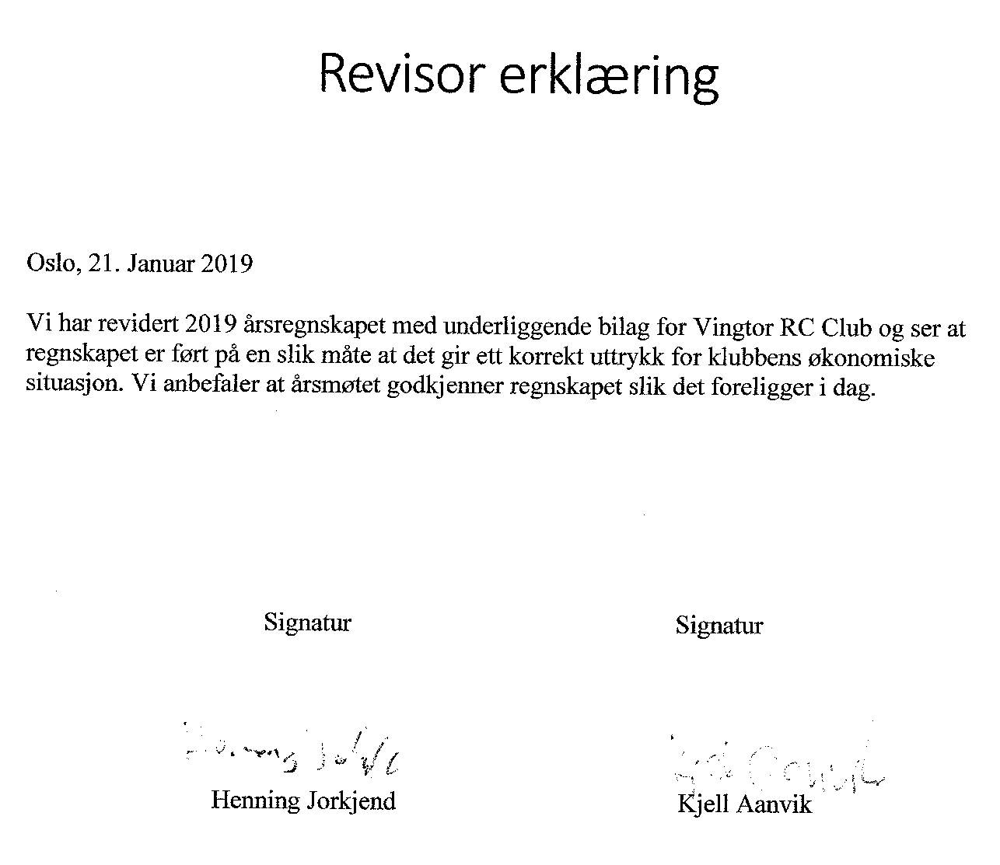 Revisor erklæring
Oslo, 21. Januar 2019
Vi har revidert 2019 årsregnskapet med underliggende bilag for Vingtor RC Club og ser at
regnskapet er ført på en slik måte at det gir ett korrekt uttrykk for klubbens økonomiske
situasjon. Vi anbefaler at årsmøtet godkjenner regnskapet slik det foreligger i dag.
Signatur
Signatur
Henning Jorkjend
Kjell Aanvik